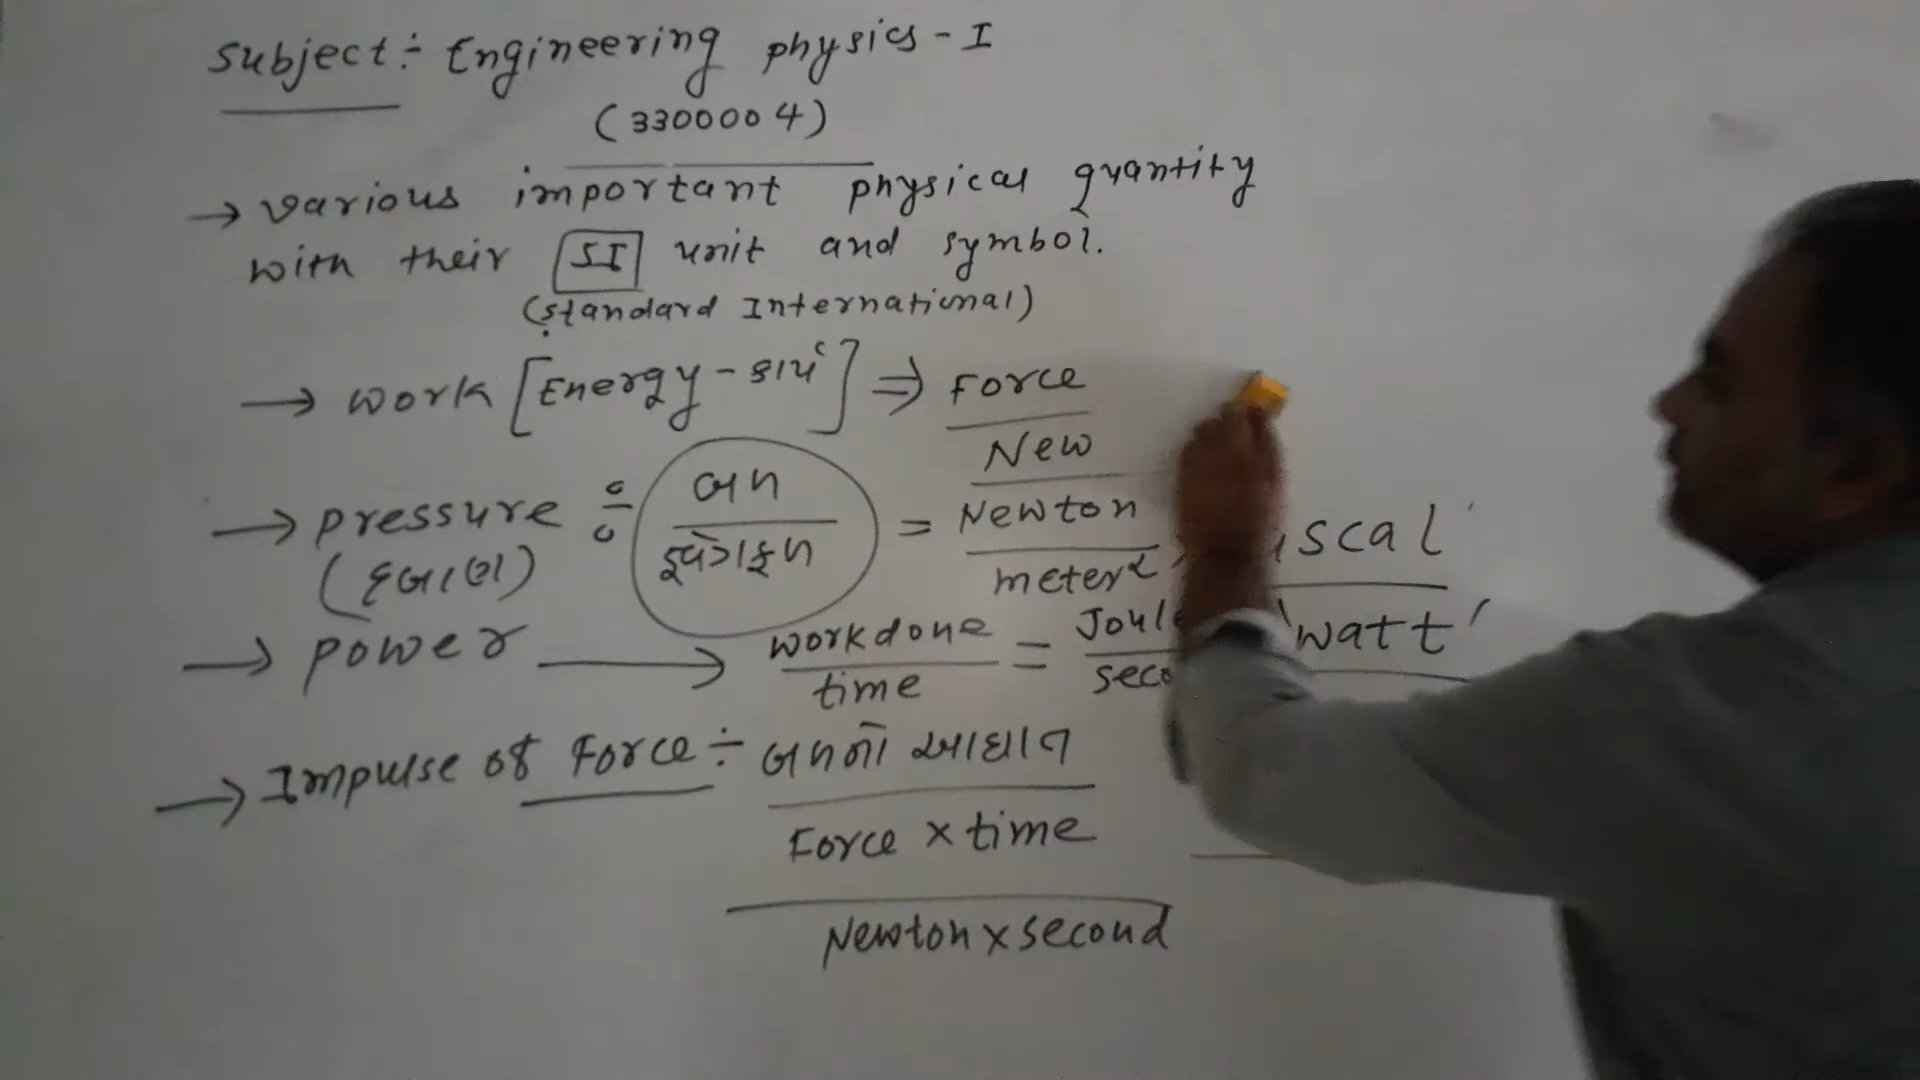 Subject÷ Engineering physics-I
(3300004)
→ various important physical quantity
with their SI unit and symbol.
(Standard International)
→ work [Energy-કાર્ય] ⇒ Force
New
→ pressure ÷ બળ / ક્ષેત્રફળ = Newton / meter² scal
(દબાણ)
→ power → workdone / time = Joul / seco 'watt'
→ Impulse of Force÷ બળનો આઘાત
Force × time
Newton × second